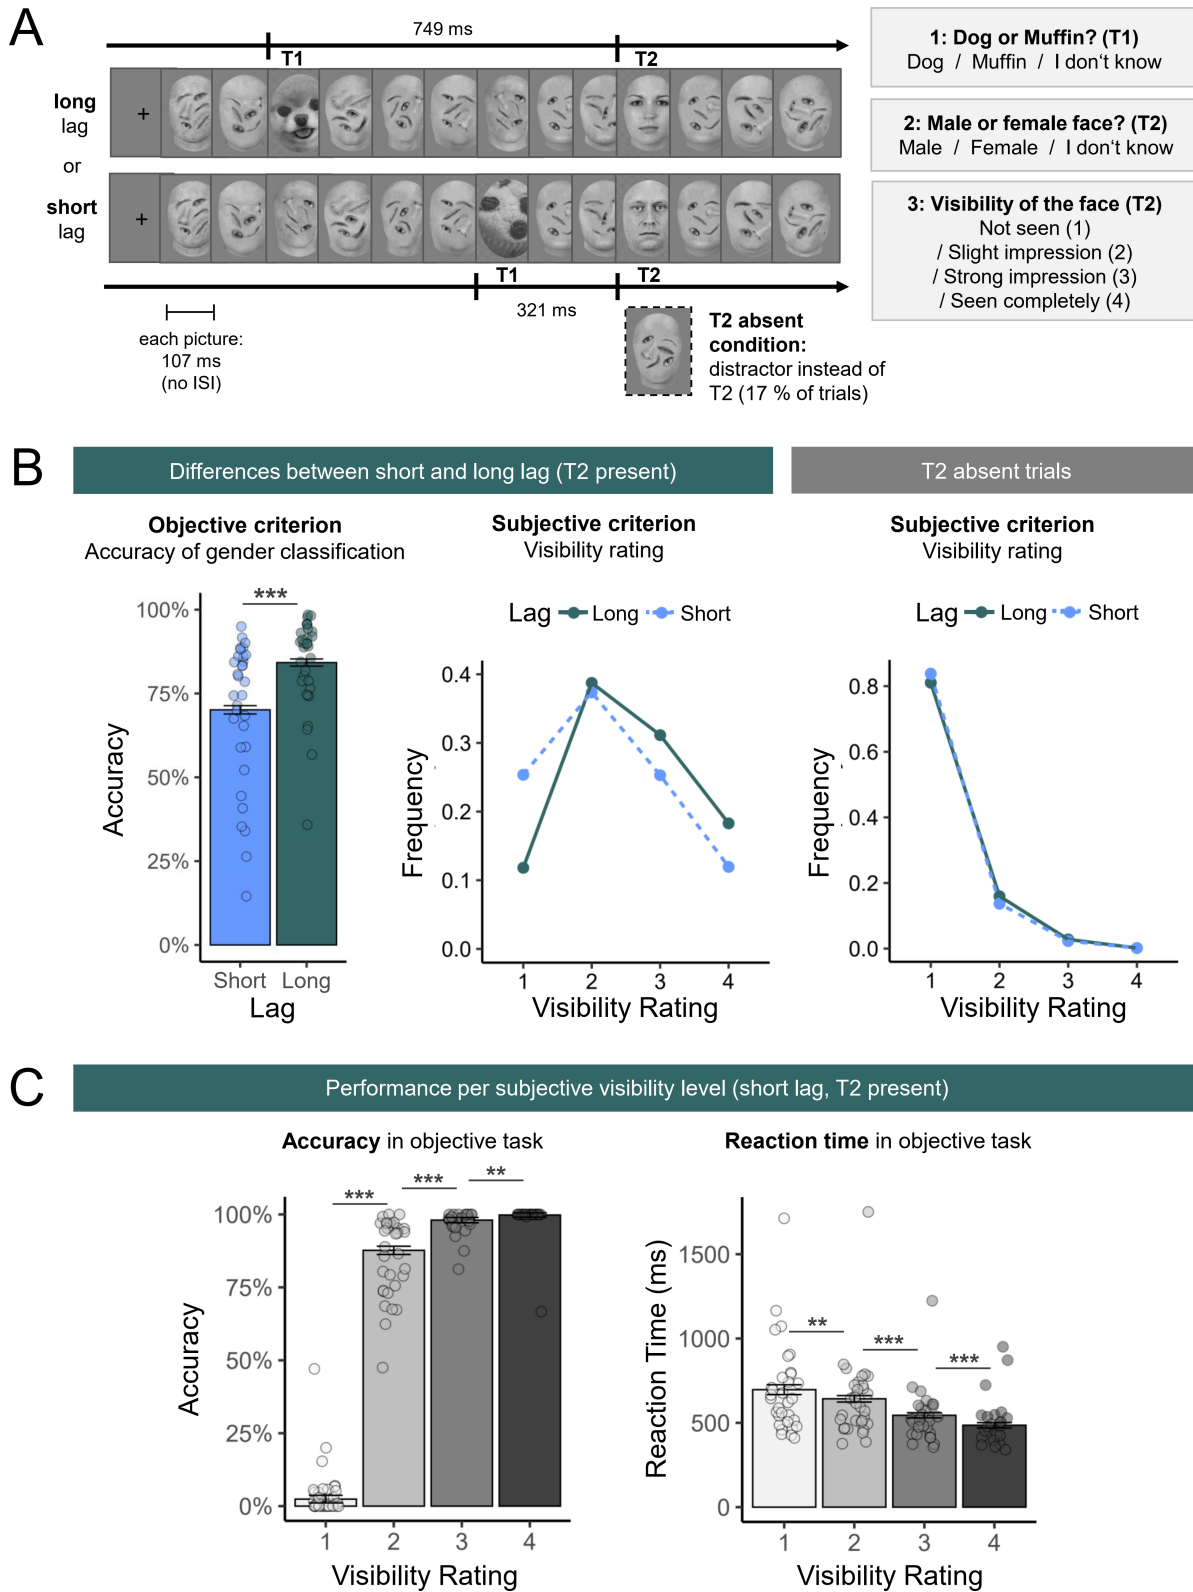 A
749 ms
T1
T2
long
lag
or
short
lag
+
+
T1
T2
321 ms
each picture:
107 ms
(no ISI)
T2 absent
condition:
distractor instead of
T2 (17 % of trials)
1: Dog or Muffin? (T1)
Dog / Muffin / I don't know
2: Male or female face? (T2)
Male / Female / I don't know
3: Visibility of the face (T2)
Not seen (1)
/ Slight impression (2)
/ Strong impression (3)
/ Seen completely (4)
B
Differences between short and long lag (T2 present)
T2 absent trials
Objective criterion
Accuracy of gender classification
***
100%
75%
50%
25%
0%
Accuracy
Short
Long
Lag
Subjective criterion
Visibility rating
Lag
Long
Short
0.4
0.3
0.2
0.1
0.0
Frequency
1
2
3
4
Visibility Rating
Subjective criterion
Visibility rating
Lag
Long
Short
0.8
0.6
0.4
0.2
0.0
Frequency
1
2
3
4
Visibility Rating
C
Performance per subjective visibility level (short lag, T2 present)
Accuracy in objective task
***
***
**
100%
75%
50%
25%
0%
Accuracy
1
2
3
4
Visibility Rating
Reaction time in objective task
**
***
***
1500
1000
500
0
Reaction Time (ms)
1
2
3
4
Visibility Rating